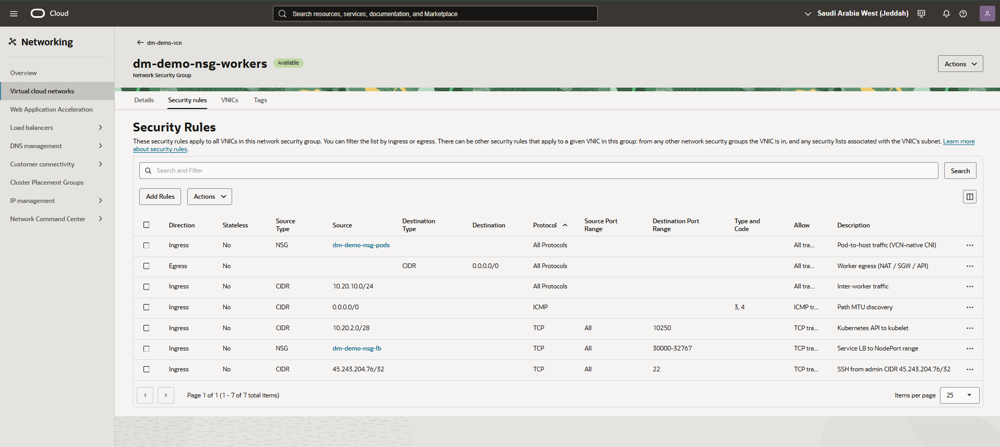 Cloud
Search resources, services, documentation, and Marketplace
Saudi Arabia West (Jeddah)
Networking
Overview
Virtual cloud networks
Web Application Acceleration
Load balancers
DNS management
Customer connectivity
Cluster Placement Groups
IP management
Network Command Center
dm-demo-vcn
dm-demo-nsg-workers Available
Network Security Group
Actions
Details Security rules VNICs Tags
Security Rules
These security rules apply to all VNICs in this network security group. You can filter the list by ingress or egress. There can be other security rules that apply to a given VNIC in this group: from any other network security groups the VNIC is in, and any security lists associated with the VNIC's subnet. Learn more
about security rules.
Search and Filter
Search
Add Rules Actions
Direction Stateless Source Type Source Destination Type Destination Protocol Source Port Range Destination Port Range Type and Code Allow Description
Ingress No NSG dm-demo-nsg-pods All Protocols All tra... Pod-to-host traffic (VCN-native CNI)
Egress No CIDR 0.0.0.0/0 All Protocols All tra... Worker egress (NAT / SGW / API)
Ingress No CIDR 10.20.10.0/24 All Protocols All tra... Inter-worker traffic
Ingress No CIDR 0.0.0.0/0 ICMP 3, 4 ICMP tr... Path MTU discovery
Ingress No CIDR 10.20.2.0/28 TCP All 10250 TCP tra... Kubernetes API to kubelet
Ingress No NSG dm-demo-nsg-lb TCP All 30000-32767 TCP tra... Service LB to NodePort range
Ingress No CIDR 45.243.204.76/32 TCP All 22 TCP tra... SSH from admin CIDR 45.243.204.76/32
Page 1 of 1 (1 - 7 of 7 total items)
Items per page 25